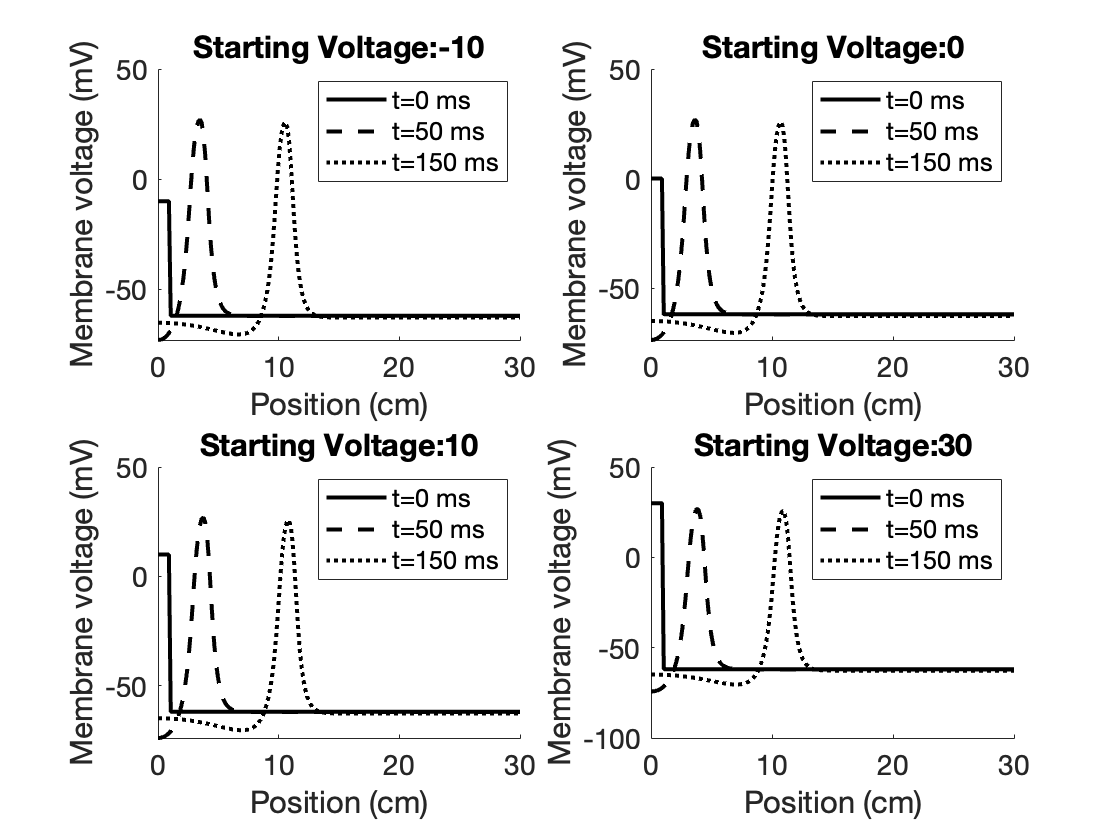 Starting Voltage:-10
Membrane voltage (mV)
50
0
-50
t=0 ms
t=50 ms
t=150 ms
0 10 20 30
Position (cm)
Starting Voltage:0
Membrane voltage (mV)
50
0
-50
t=0 ms
t=50 ms
t=150 ms
0 10 20 30
Position (cm)
Starting Voltage:10
Membrane voltage (mV)
50
0
-50
t=0 ms
t=50 ms
t=150 ms
0 10 20 30
Position (cm)
Starting Voltage:30
Membrane voltage (mV)
50
0
-50
-100
t=0 ms
t=50 ms
t=150 ms
0 10 20 30
Position (cm)